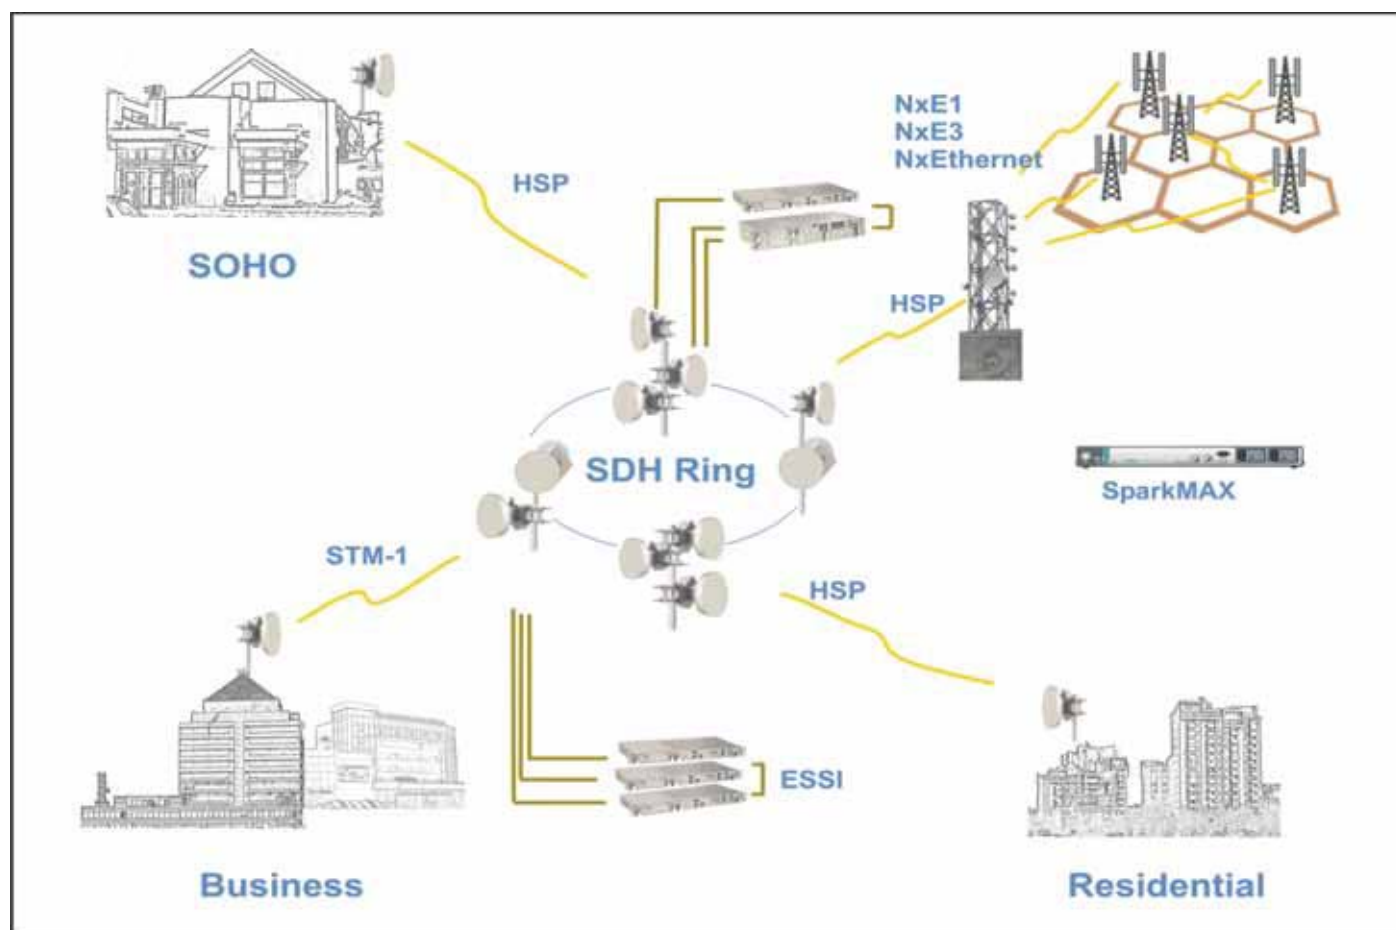 NxE1
NxE3
NxEthernet
HSP
SOHO
HSP
SDH Ring
SparkMAX
STM-1
HSP
ESSI
Business
Residential